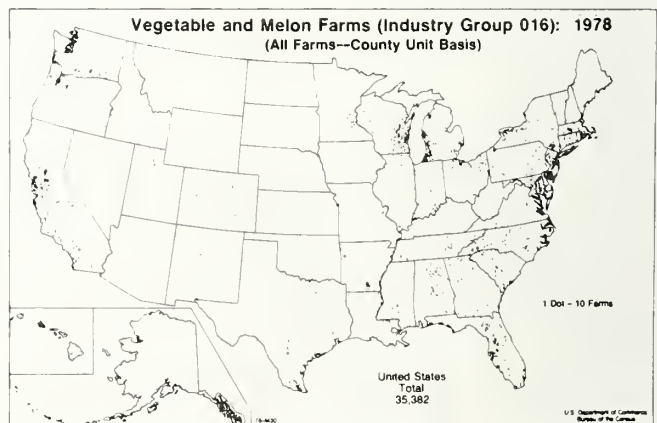 Vegetable and Melon Farms (Industry Group 016): 1978
(All Farms--County Unit Basis)
1 Dot - 10 Farms
United States
Total
35,382
U.S. Department of Commerce
Bureau of the Census